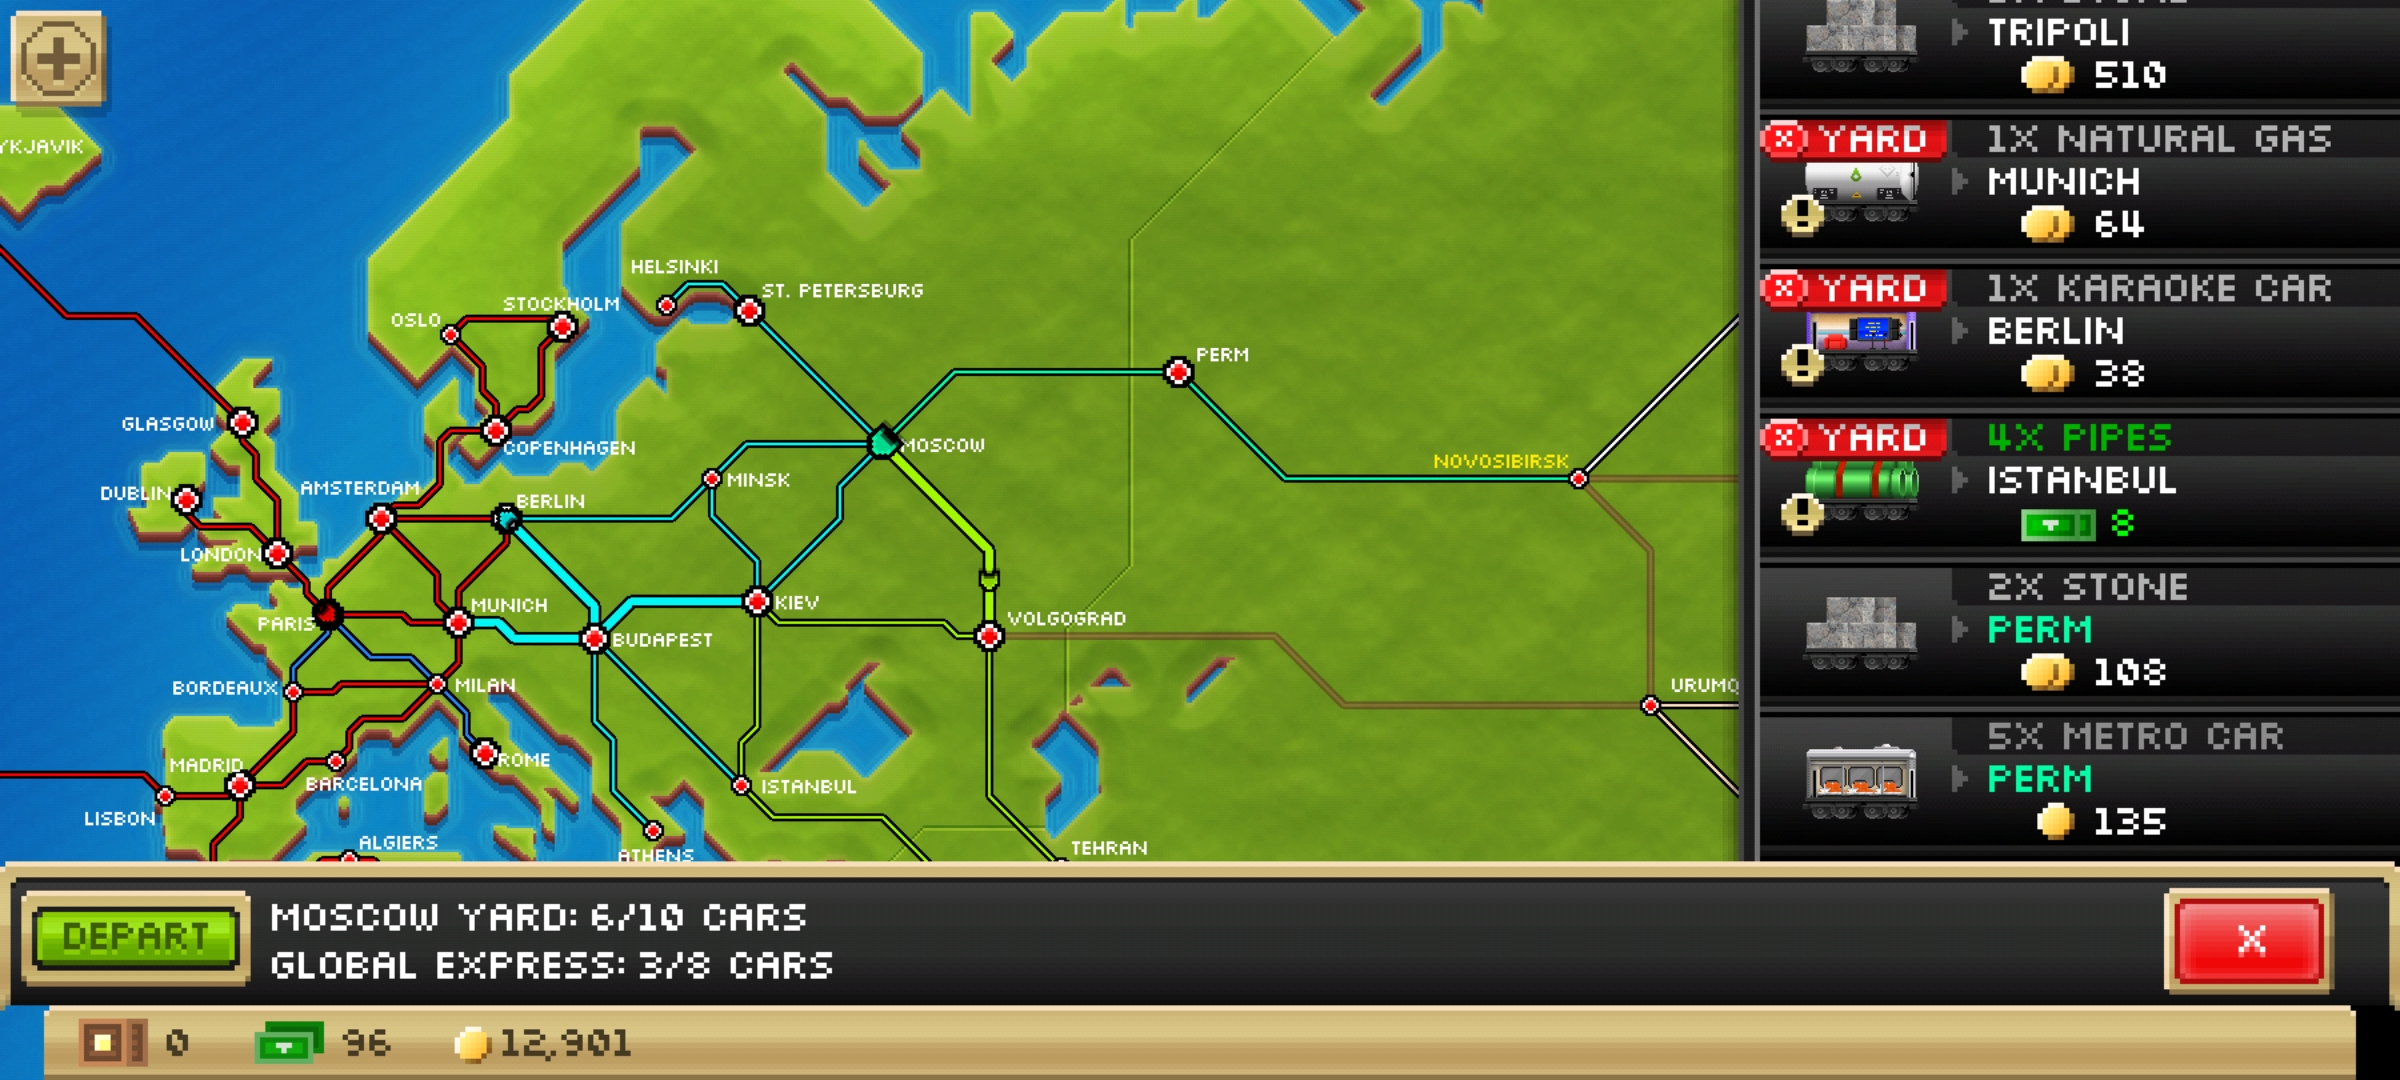 YKJAVIK
HELSINKI
ST. PETERSBURG
STOCKHOLM
OSLO
PERM
GLASGOW
COPENHAGEN
MOSCOW
NOVOSIBIRSK
MINSK
AMSTERDAM
DUBLIN
BERLIN
LONDON
MUNICH
KIEV
PARIS
VOLGOGRAD
BUDAPEST
BORDEAUX
MILAN
URUMQ
ROME
MADRID
BARCELONA
ISTANBUL
LISBON
ALGIERS
ATHENS
TEHRAN
TRIPOLI
510
YARD
1X NATURAL GAS
MUNICH
64
YARD
1X KARAOKE CAR
BERLIN
38
YARD
4X PIPES
ISTANBUL
8
2X STONE
PERM
108
5X METRO CAR
PERM
135
DEPART
MOSCOW YARD: 6/10 CARS
GLOBAL EXPRESS: 3/8 CARS
X
0
96
12,901